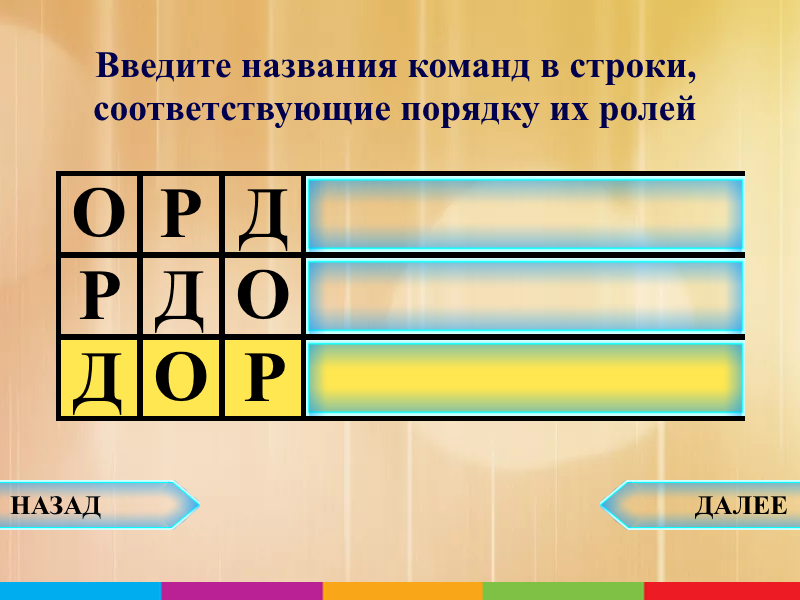 Введите названия команд в строки,
соответствующие порядку их ролей
О Р Д
Р Д О
Д О Р
НАЗАД
ДАЛЕЕ